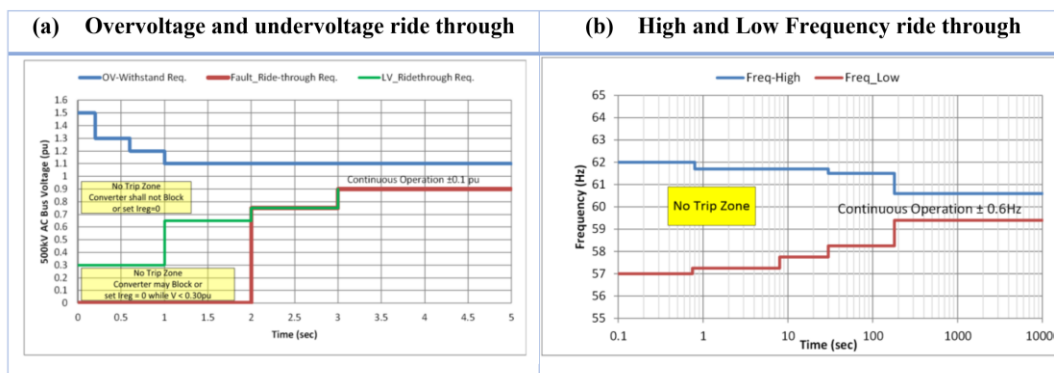 (a) Overvoltage and undervoltage ride through
OV-Withstand Req. Fault_Ride-through Req. LV_Ridethrough Req.
500kV AC Bus Voltage (pu)
1.6
1.5
1.4
1.3
1.2
1.1
1
0.9
0.8
0.7
0.6
0.5
0.4
0.3
0.2
0.1
0
Continuous Operation ±0.1 pu
No Trip Zone
Converter shall not Block
or set Ireg=0
No Trip Zone
Converter may Block or
set Ireg = 0 while V < 0.30pu
0 0.5 1 1.5 2 2.5 3 3.5 4 4.5 5
Time (sec)
(b) High and Low Frequency ride through
Freq-High Freq_Low
Frequency (Hz)
65
64
63
62
61
60
59
58
57
56
55
No Trip Zone
Continuous Operation ± 0.6Hz
0.1 1 10 100 1000 10000
Time (sec)